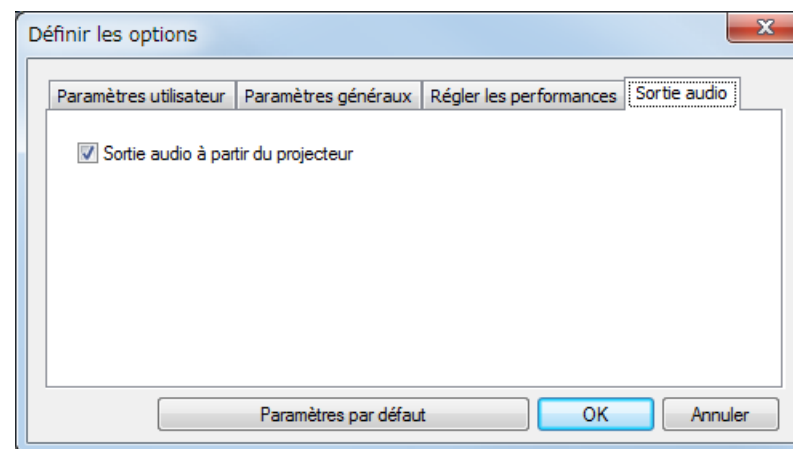 Définir les options
Paramètres utilisateur Paramètres généraux Régler les performances Sortie audio
Sortie audio à partir du projecteur
Paramètres par défaut OK Annuler